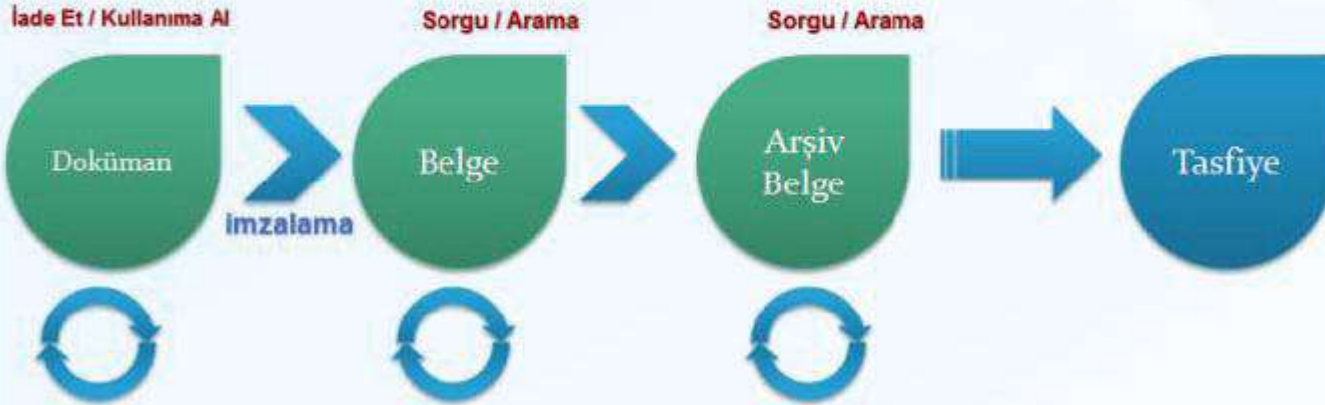 İade Et / Kullanıma Al
Sorgu / Arama
Sorgu / Arama
Doküman
imzalama
Belge
Arşiv
Belge
Tasfiye